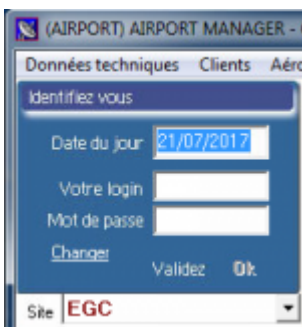 (AIRPORT) AIRPORT MANAGER -
Données techniques Clients Aéro
Identifiez vous
Date du jour 21/07/2017
Votre login
Mot de passe
Changer
Validez Ok
Site EGC